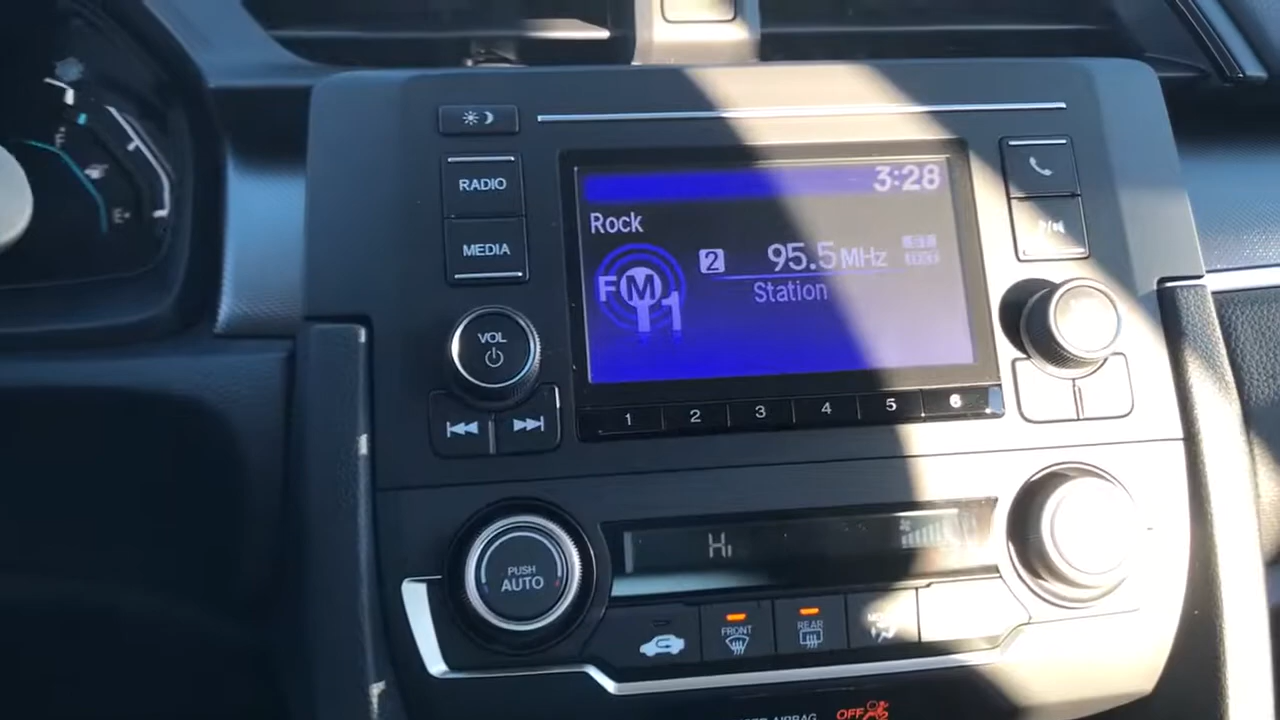 F
E
RADIO
MEDIA
VOL
3:28
Rock
FM1
2 95.5 MHz
Station
1 2 3 4 5 6
Hi
PUSH
AUTO
FRONT
REAR
AIRBAG
OFF